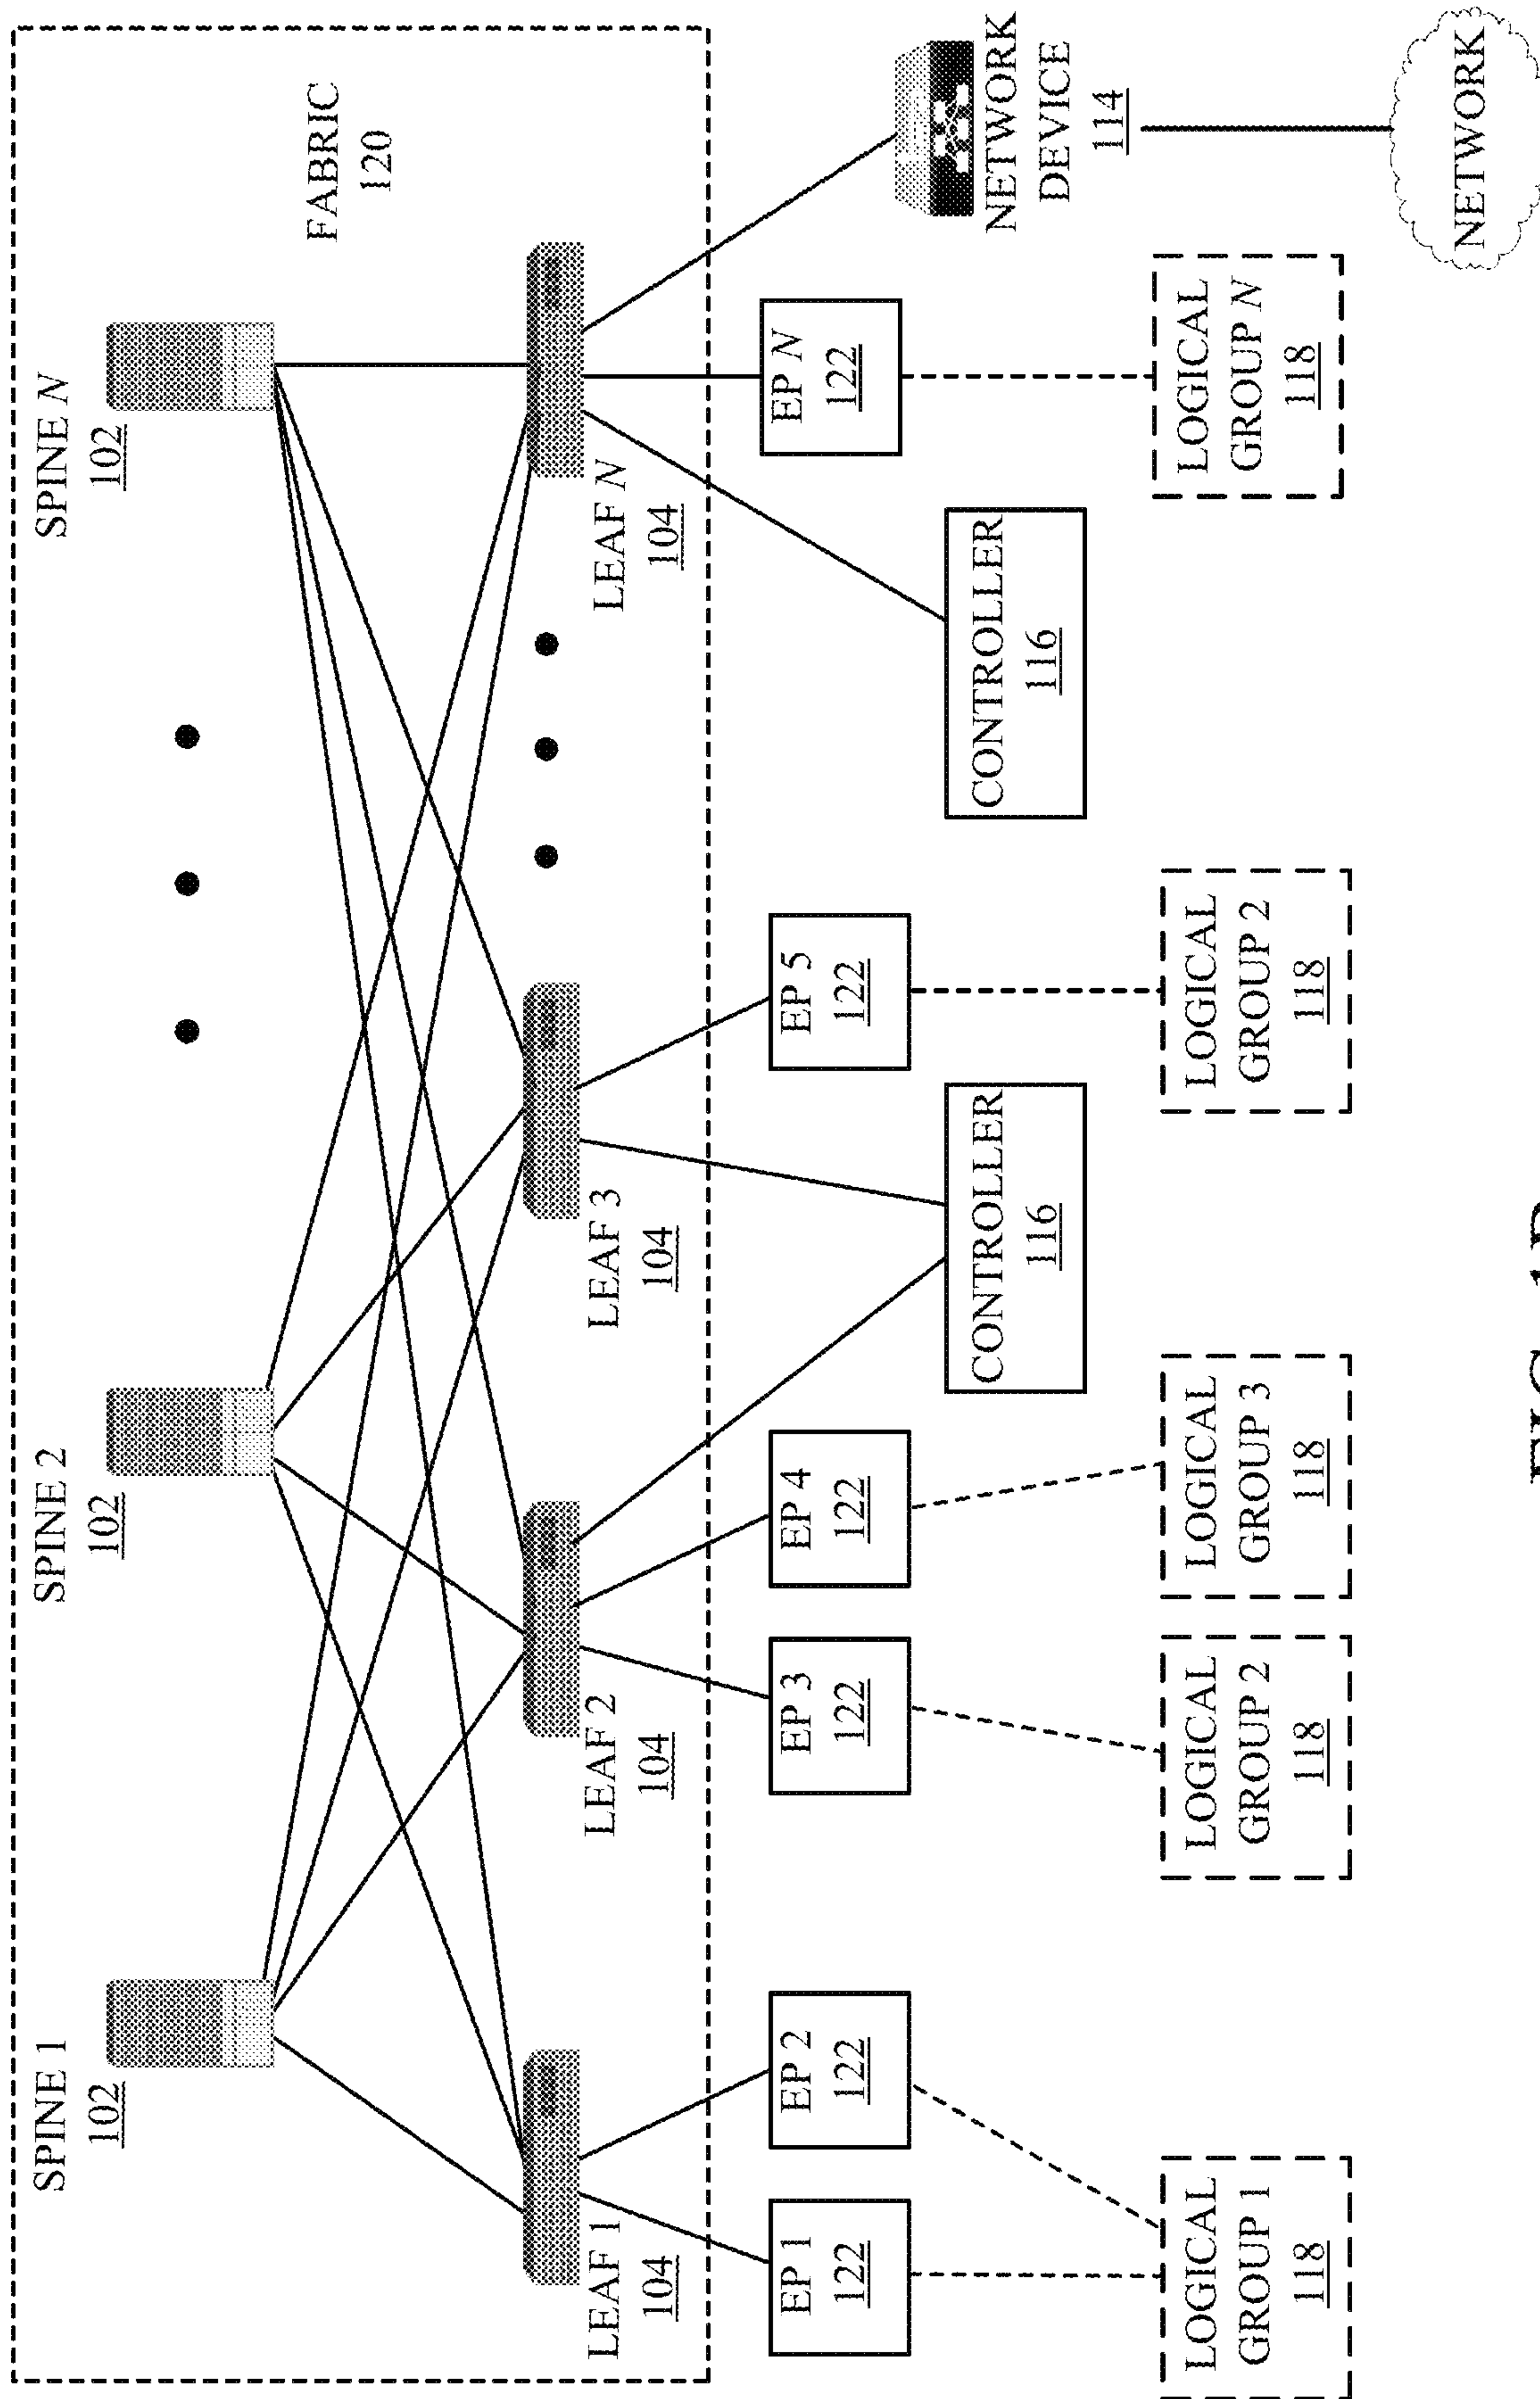 SPINE 1
102
SPINE 2
102
SPINE N
102
FABRIC
120
LEAF 1
104
LEAF 2
104
LEAF 3
104
LEAF N
104
EP 1
122
EP 2
122
EP 3
122
EP 4
122
EP 5
122
EP N
122
CONTROLLER
116
CONTROLLER
116
NETWORK
DEVICE
114
LOGICAL
GROUP 1
118
LOGICAL
GROUP 2
118
LOGICAL
GROUP 3
118
LOGICAL
GROUP 2
118
LOGICAL
GROUP N
118
NETWORK